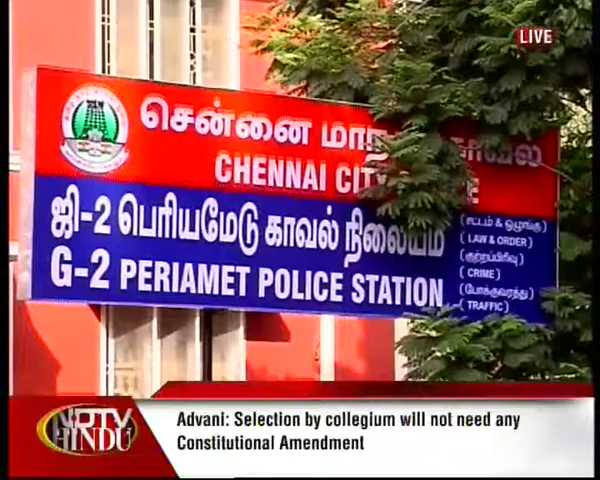 LIVE
சென்னை
CHENNAI
ஜி-2 பெரியமேடு காவல் நிலையம்
G-2 PERIAMET POLICE STATION
(சட்டம் & ஒழுங்கு)
(LAW & ORDER)
(குற்றப்பிரிவு)
(CRIME)
(போக்குவரத்து)
(TRAFFIC)
NDTV
HINDU
Advani: Selection by collegium will not need any
Constitutional Amendment